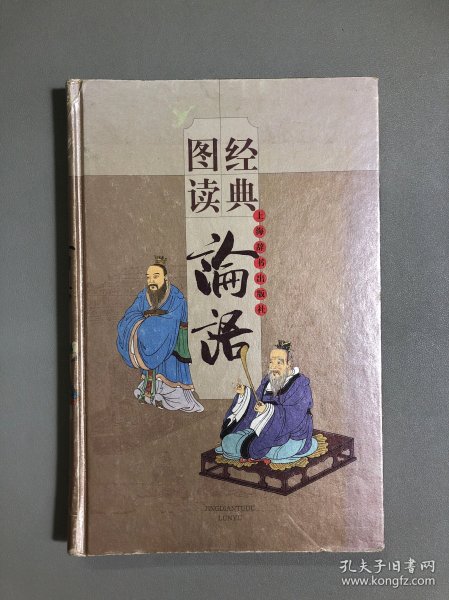 经典
图读
論語
上海辞书出版社
JINGDIANTUDU
LUNYU
孔夫子旧书网
www.kongfz.com